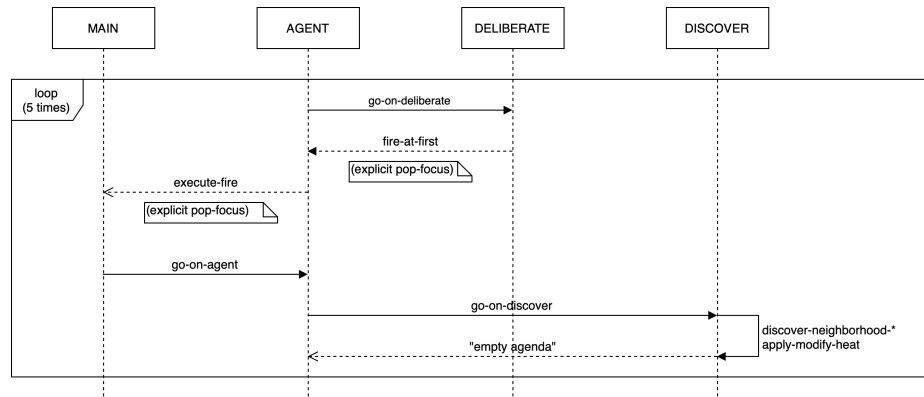 MAIN
AGENT
DELIBERATE
DISCOVER
loop
(5 times)
go-on-deliberate
fire-at-first
(explicit pop-focus)
execute-fire
(explicit pop-focus)
go-on-agent
go-on-discover
discover-neighborhood-*
apply-modify-heat
"empty agenda"